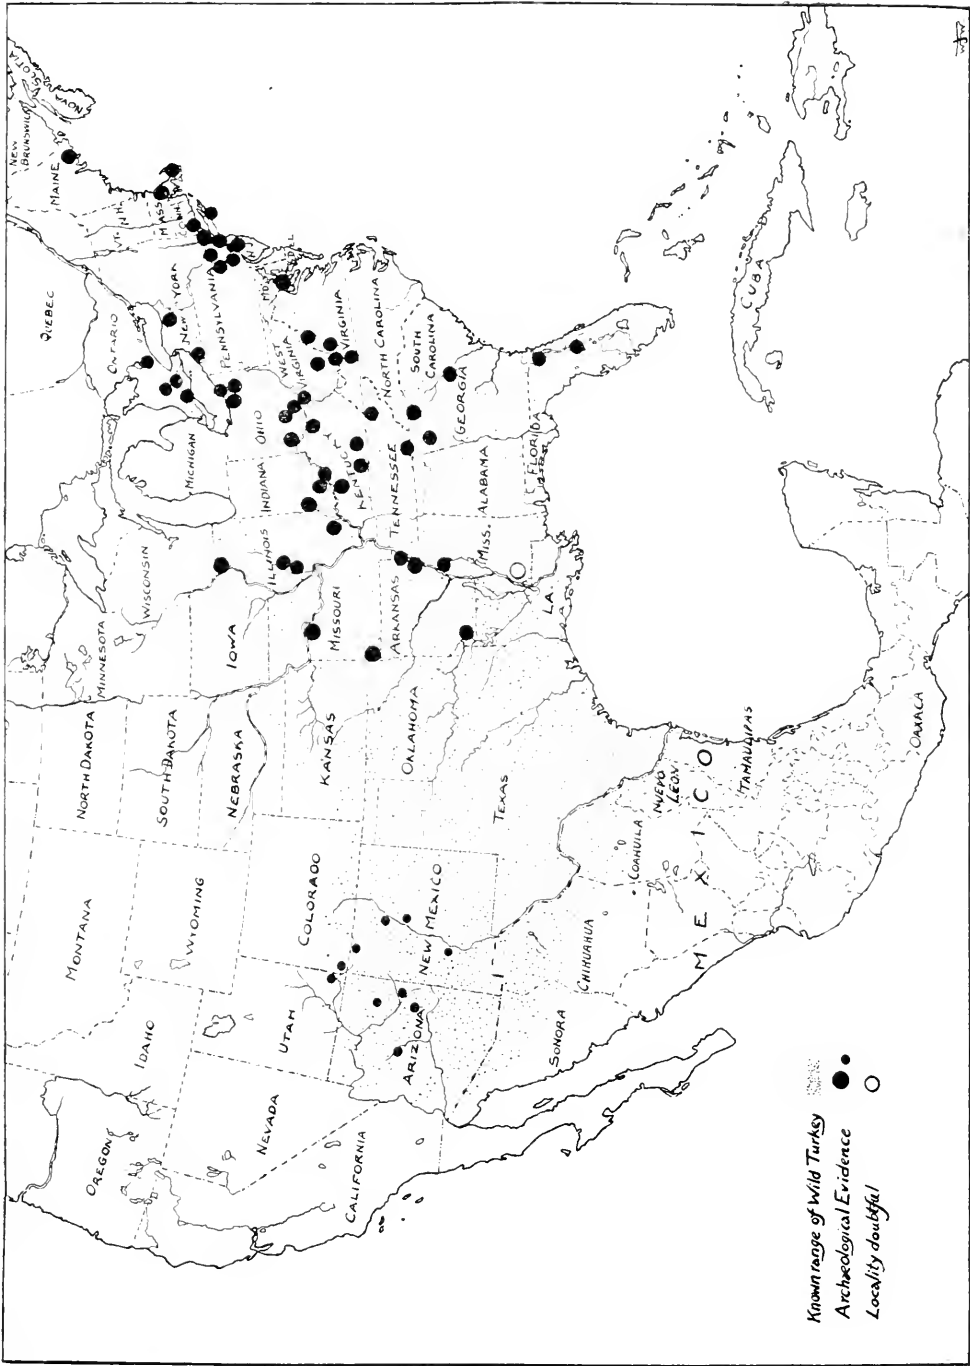 NOVA SCOTIA
NEW BRUNSWICK
MAINE
QUEBEC
ONTARIO
VT.
N.H.
MASS
CONN.
NEW YORK
PENNSYLVANIA
MD.
DEL
MICHIGAN
WISCONSIN
MINNESOTA
NORTH DAKOTA
SOUTH DAKOTA
MONTANA
IDAHO
OREGON
WYOMING
NEBRASKA
IOWA
ILLINOIS
INDIANA
OHIO
WEST VIRGINIA
VIRGINIA
KENTUCKY
NORTH CAROLINA
SOUTH CAROLINA
TENNESSEE
GEORGIA
FLORIDA
ALABAMA
MISS.
LA.
ARKANSAS
MISSOURI
KANSAS
OKLAHOMA
TEXAS
COLORADO
NEW MEXICO
UTAH
ARIZONA
NEVADA
CALIFORNIA
SONORA
CHIHUAHUA
COAHUILA
NUEVO LEON
TAMAULIPAS
MEXICO
OAXACA
CUBA
Known range of Wild Turkey
Archæological Evidence
Locality doubtful